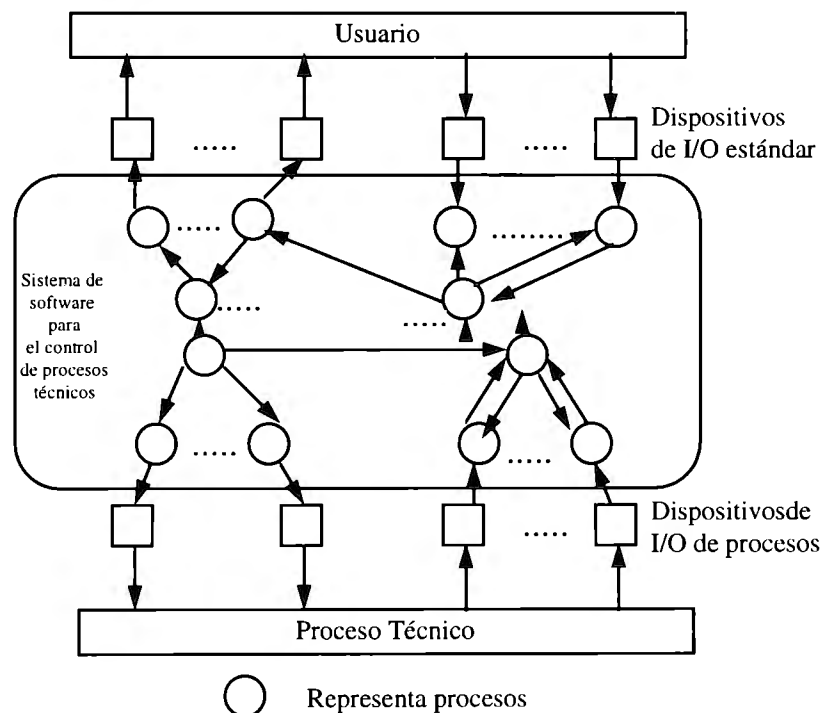 Usuario
Dispositivos
de I/O estándar
Sistema de
software
para
el control
de procesos
técnicos
Dispositivosde
I/O de procesos
Proceso Técnico
Representa procesos